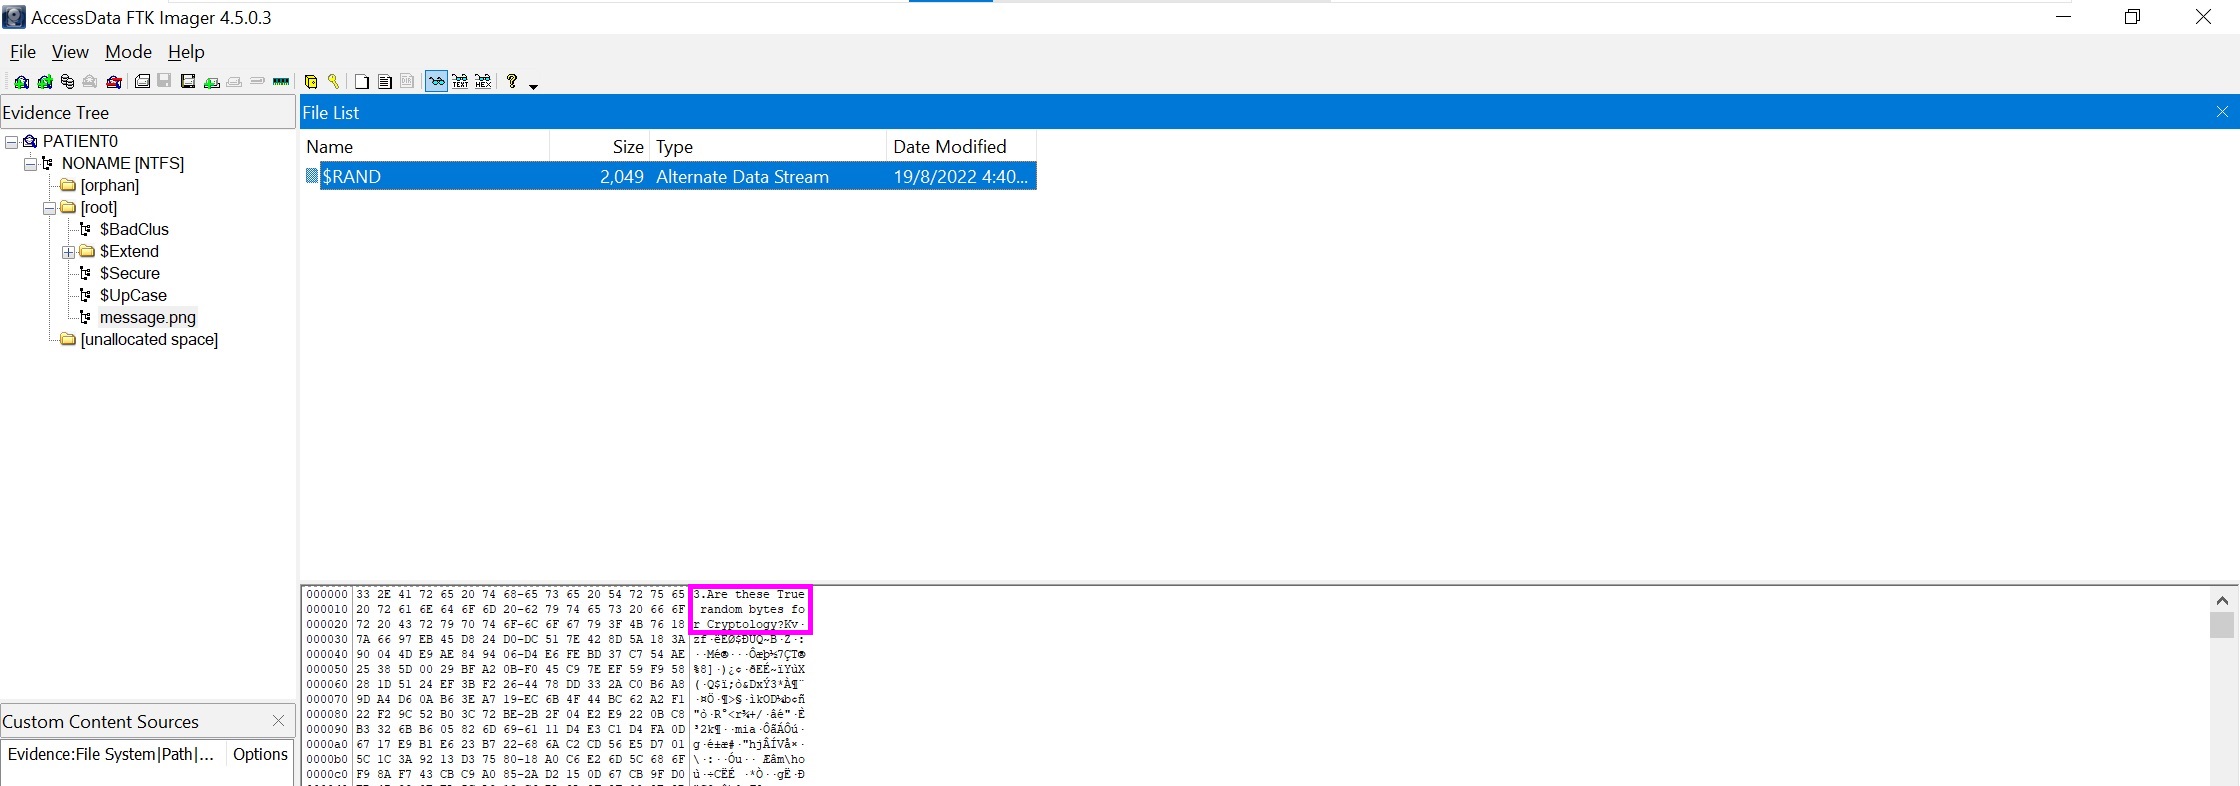 AccessData FTK Imager 4.5.0.3
File View Mode Help
Evidence Tree
PATIENT0
NONAME [NTFS]
[orphan]
[root]
$BadClus
$Extend
$Secure
$UpCase
message.png
[unallocated space]
Custom Content Sources
Evidence:File System|Path|... Options
File List
Name Size Type Date Modified
$RAND 2,049 Alternate Data Stream 19/8/2022 4:40...
000000 33 2E 41 72 65 20 74 68-65 73 65 20 54 72 75 65 3.Are these True
000010 20 72 61 6E 64 6F 6D 20-62 79 74 65 73 20 66 6F random bytes fo
000020 72 20 43 72 79 70 74 6F-6C 6F 67 79 3F 4B 76 18 r Cryptology?Kv·
000030 7A 66 97 EB 45 D8 24 D0-DC 51 7E 42 8D 5A 18 3A zf·ëEØ$ÐÜQ~B·Z·:
000040 90 04 4D E9 AE 84 94 06-D4 E6 FE BD 37 C7 54 AE ··Mé®···Ôæþ½7ÇT®
000050 25 38 5D 00 29 BF A2 0B-F0 45 C9 7E EF 59 F9 58 %8]·)¿¢·ðEÉ~ïYùX
000060 28 1D 51 24 EF 3B F2 26-44 78 DD 33 2A C0 B6 A8 (·Q$ï;ò&DxÝ3*À¶¨
000070 9D A4 D6 0A B6 3E A7 19-EC 6B 4F 44 BC 62 A2 F1 ·¤Ö·¶>§·ìkOD¼b¢ñ
000080 22 F2 9C 52 B0 3C 72 BE-2B 2F 04 E2 E9 22 0B C8 "ò·R°<r¾+/·âé"·È
000090 B3 32 6B B6 05 82 6D 69-61 11 D4 E3 C1 D4 FA 0D ³2k¶··mia·ÔãÁÔú·
0000a0 67 17 E9 B1 E6 23 B7 22-68 6A C2 CD 56 E5 D7 01 g·é±æ#·"hjÂÍVå×·
0000b0 5C 1C 3A 92 13 D3 75 80-18 A0 C6 E2 6D 5C 68 6F \·:··Óu·· Æâm\ho
0000c0 F9 8A F7 43 CB C9 A0 85-2A D2 15 0D 67 CB 9F D0 ù·÷CËÉ ·*Ò··gË·Ð